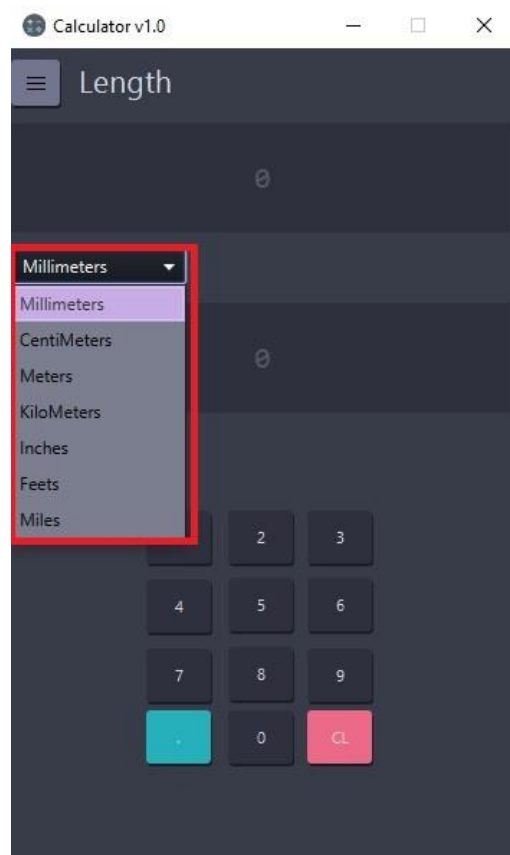 Calculator v1.0
≡ Length
0
Millimeters
Millimeters
CentiMeters
Meters
KiloMeters
Inches
Feets
Miles
0
2 3
4 5 6
7 8 9
. 0 CL